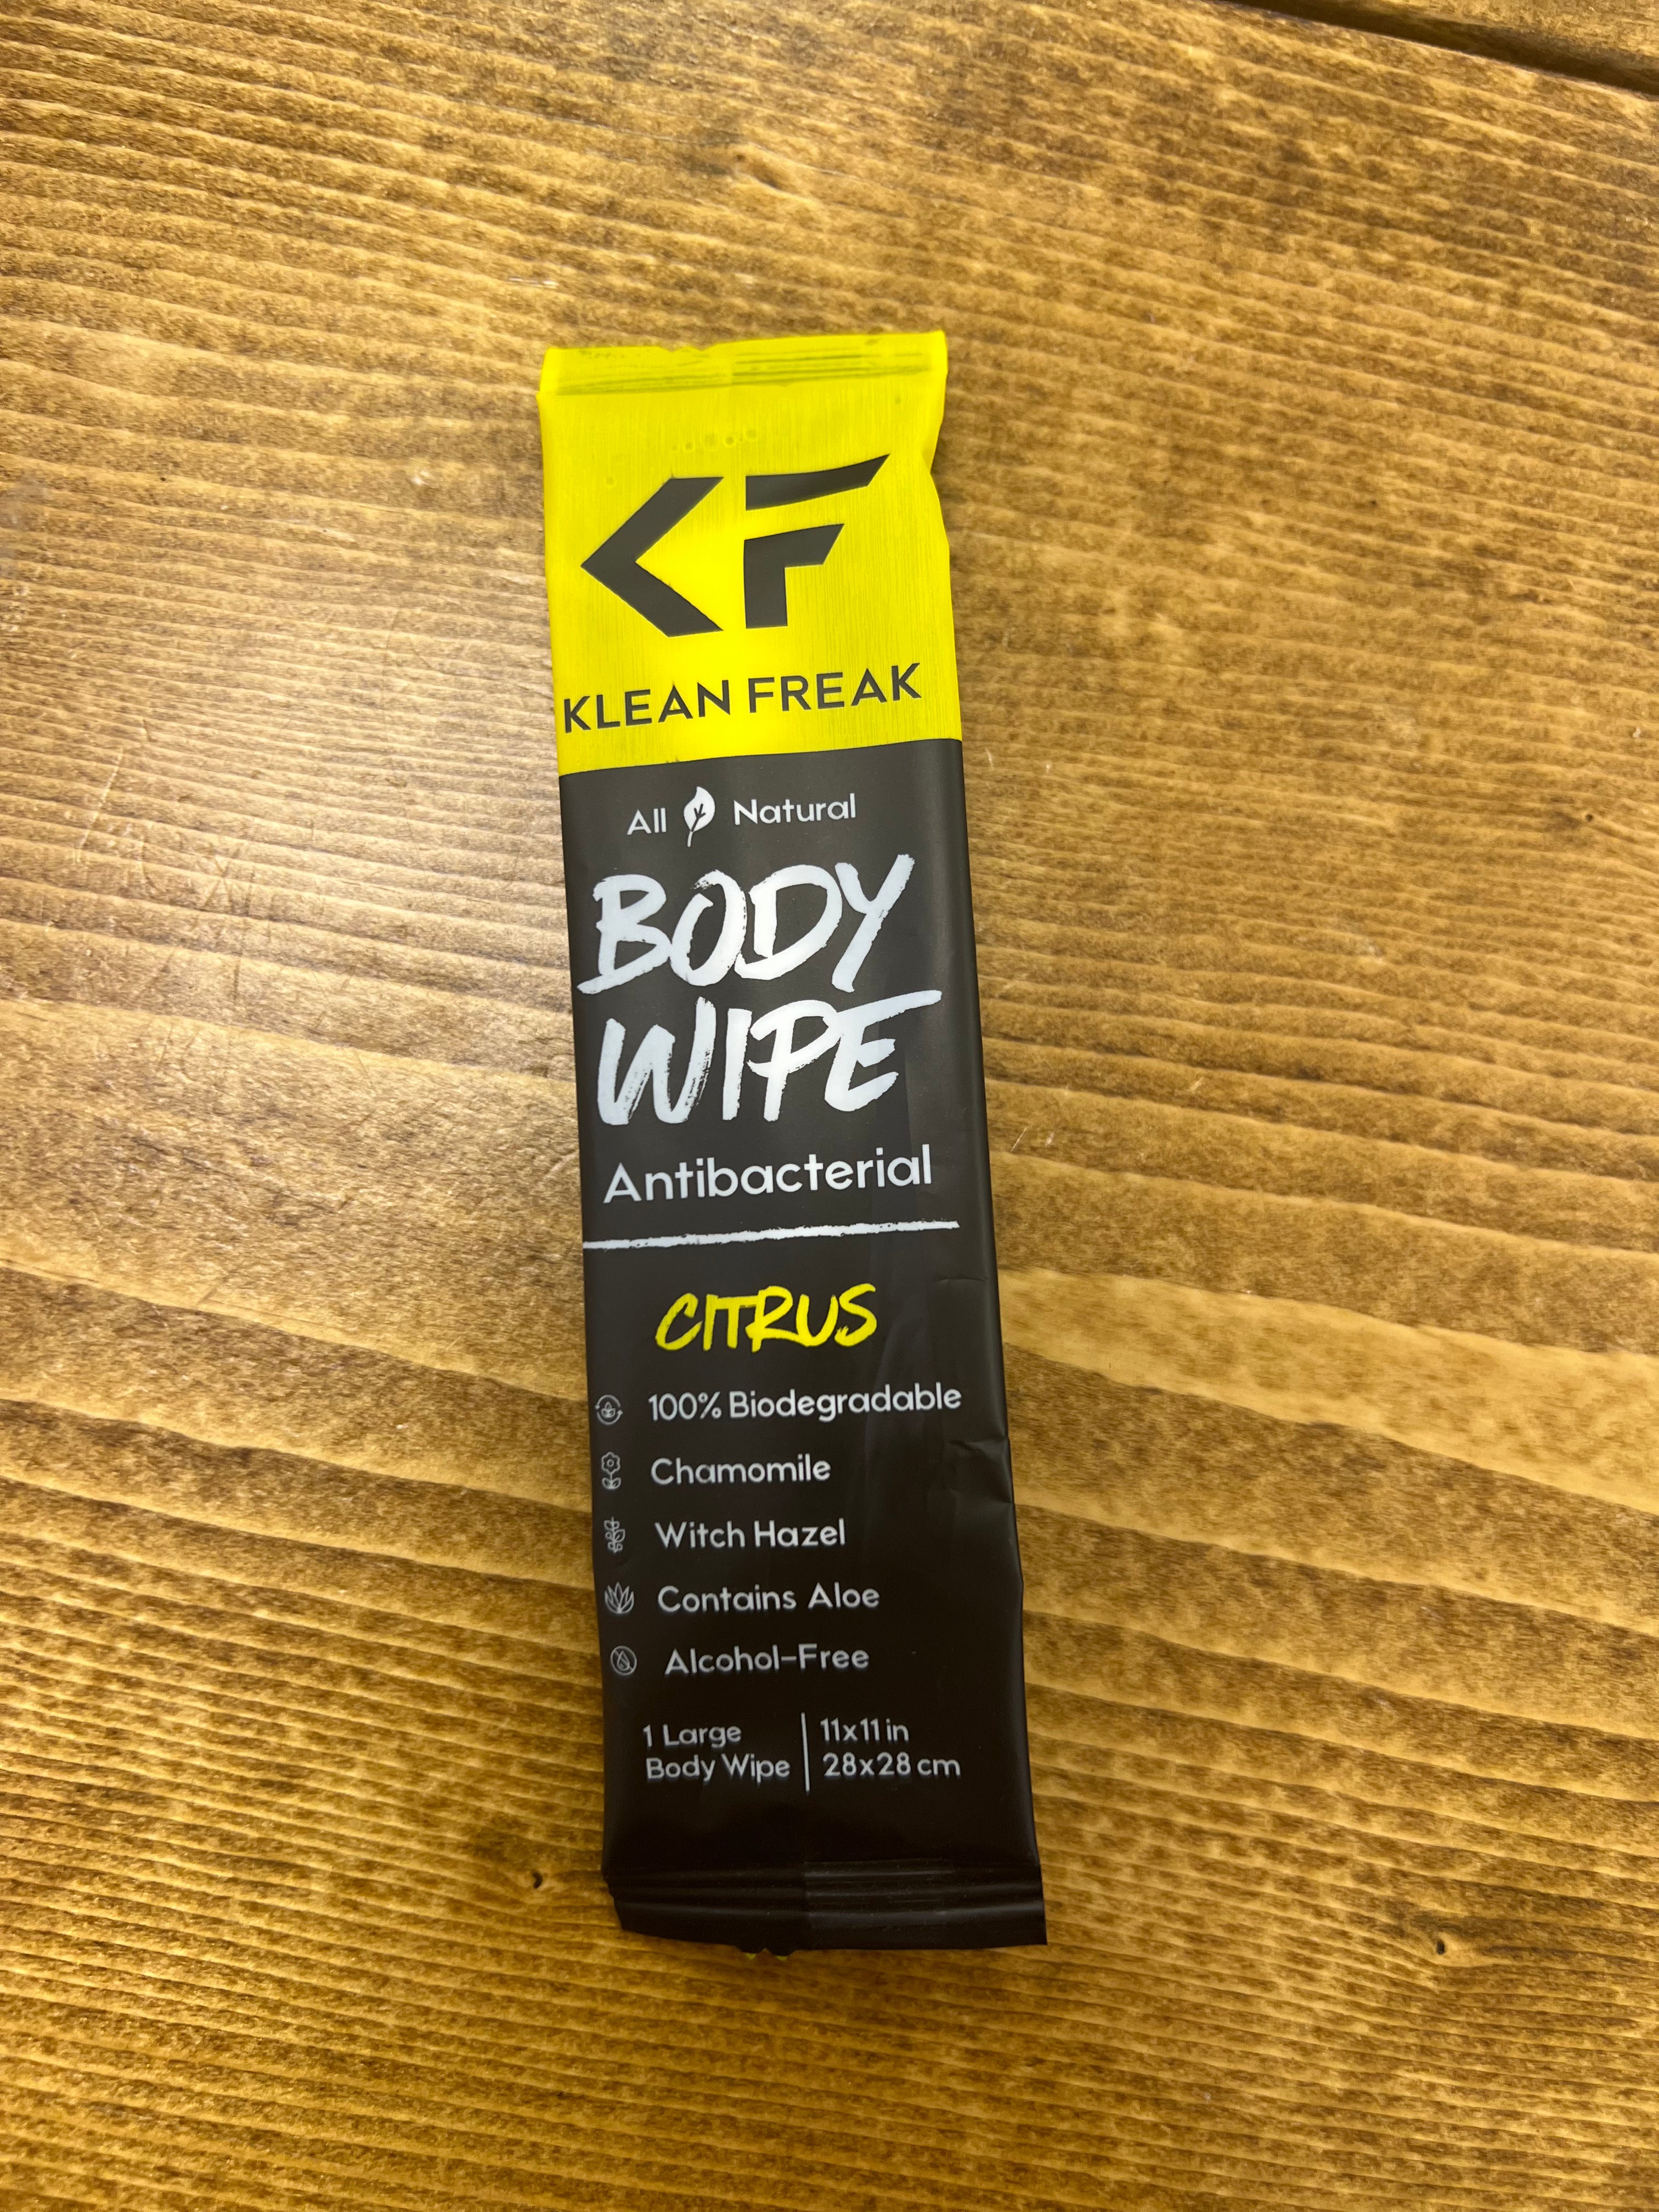 KF
KLEAN FREAK
All Natural
BODY
WIPE
Antibacterial
CITRUS
100% Biodegradable
Chamomile
Witch Hazel
Contains Aloe
Alcohol-Free
1 Large
Body Wipe
11x11 in
28x28 cm